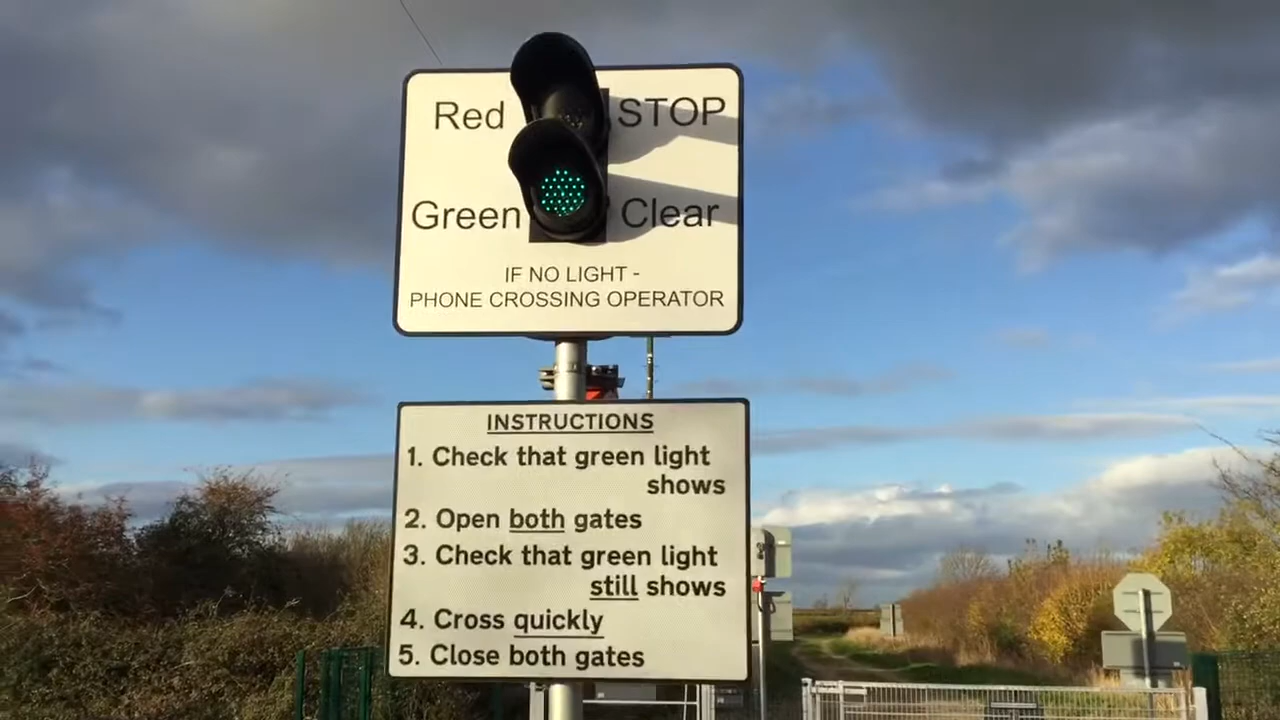 Red STOP
Green Clear
IF NO LIGHT -
PHONE CROSSING OPERATOR
INSTRUCTIONS
1. Check that green light
shows
2. Open both gates
3. Check that green light
still shows
4. Cross quickly
5. Close both gates